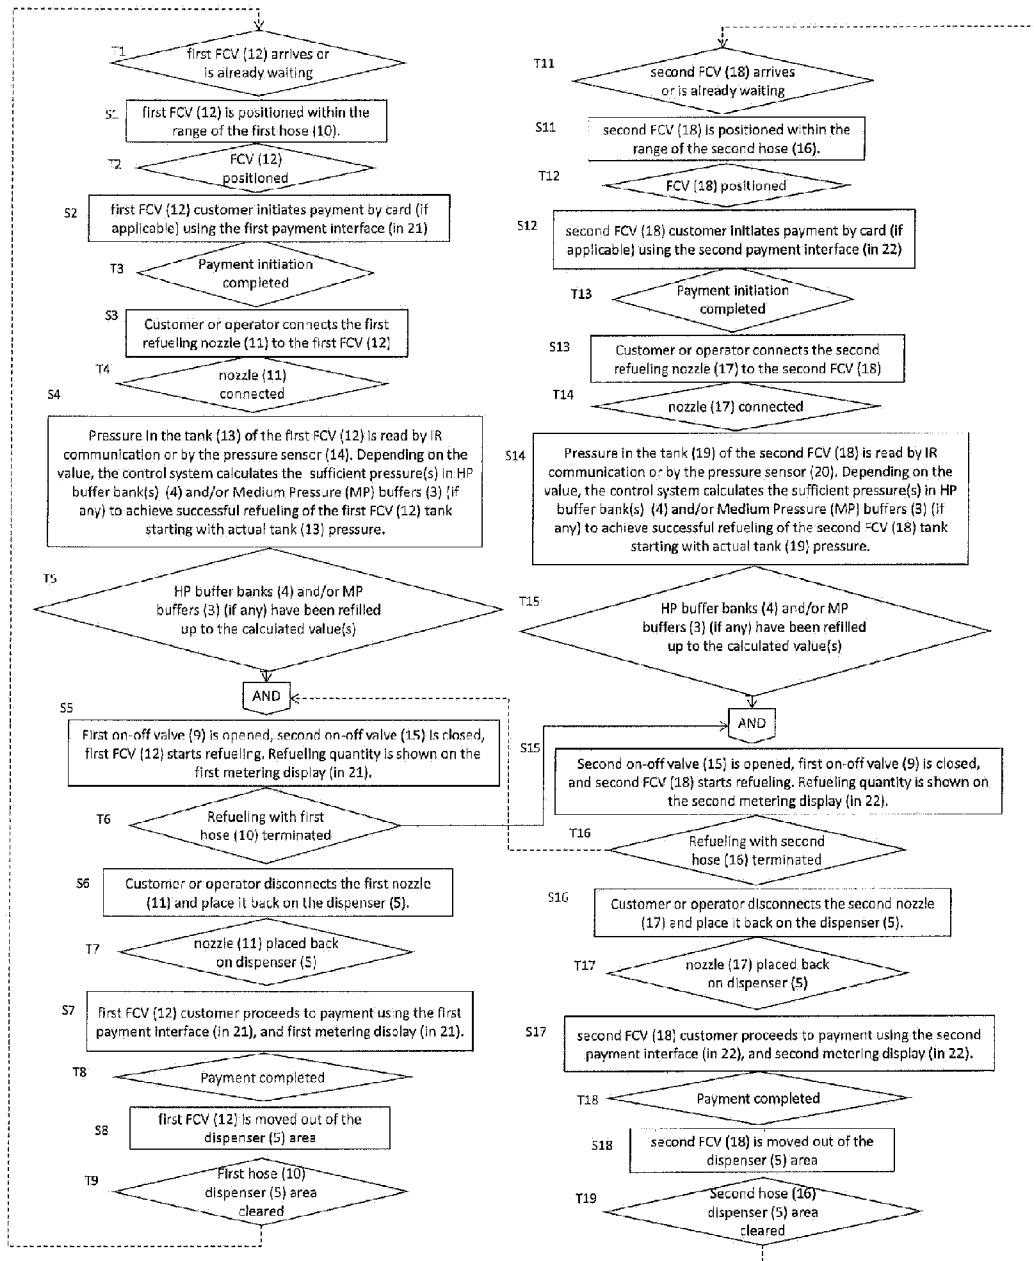 T1
first FCV (12) arrives or
is already waiting
S1
first FCV (12) is positioned within the
range of the first hose (10).
T2
FCV (12)
positioned
S2
first FCV (12) customer initiates payment by card (if
applicable) using the first payment interface (in 21)
T3
Payment initiation
completed
S3
Customer or operator connects the first
refueling nozzle (11) to the first FCV (12)
T4
nozzle (11)
connected
S4
Pressure in the tank (13) of the first FCV (12) is read by IR
communication or by the pressure sensor (14). Depending on the
value, the control system calculates the sufficient pressure(s) in HP
buffer bank(s) (4) and/or Medium Pressure (MP) buffers (3) (if
any) to achieve successful refueling of the first FCV (12) tank
starting with actual tank (13) pressure.
T5
HP buffer banks (4) and/or MP
buffers (3) (if any) have been refilled
up to the calculated value(s)
AND
S5
First on-off valve (9) is opened, second on-off valve (15) is closed,
first FCV (12) starts refueling. Refueling quantity is shown on the
first metering display (in 21).
T6
Refueling with first
hose (10) terminated
S6
Customer or operator disconnects the first nozzle
(11) and place it back on the dispenser (5).
T7
nozzle (11) placed back
on dispenser (5)
S7
first FCV (12) customer proceeds to payment using the first
payment interface (in 21), and first metering display (in 21).
T8
Payment completed
S8
first FCV (12) is moved out of the
dispenser (5) area
T9
First hose (10)
dispenser (5) area
cleared
T11
second FCV (18) arrives
or is already waiting
S11
second FCV (18) is positioned within the
range of the second hose (16).
T12
FCV (18) positioned
S12
second FCV (18) customer initiates payment by card (if
applicable) using the second payment interface (in 22)
T13
Payment initiation
completed
S13
Customer or operator connects the second
refueling nozzle (17) to the second FCV (18)
T14
nozzle (17) connected
S14
Pressure in the tank (19) of the second FCV (18) is read by IR
communication or by the pressure sensor (20). Depending on the
value, the control system calculates the sufficient pressure(s) in HP
buffer bank(s) (4) and/or Medium Pressure (MP) buffers (3) (if
any) to achieve successful refueling of the second FCV (18) tank
starting with actual tank (19) pressure.
T15
HP buffer banks (4) and/or MP
buffers (3) (if any) have been refilled
up to the calculated value(s)
AND
S15
Second on-off valve (15) is opened, first on-off valve (9) is closed,
and second FCV (18) starts refueling. Refueling quantity is shown on
the second metering display (in 22).
T16
Refueling with second
hose (16) terminated
S16
Customer or operator disconnects the second nozzle
(17) and place it back on the dispenser (5).
T17
nozzle (17) placed back
on dispenser (5)
S17
second FCV (18) customer proceeds to payment using the second
payment interface (in 22), and second metering display (in 22).
T18
Payment completed
S18
second FCV (18) is moved out of the
dispenser (5) area
T19
Second hose (16)
dispenser (5) area
cleared